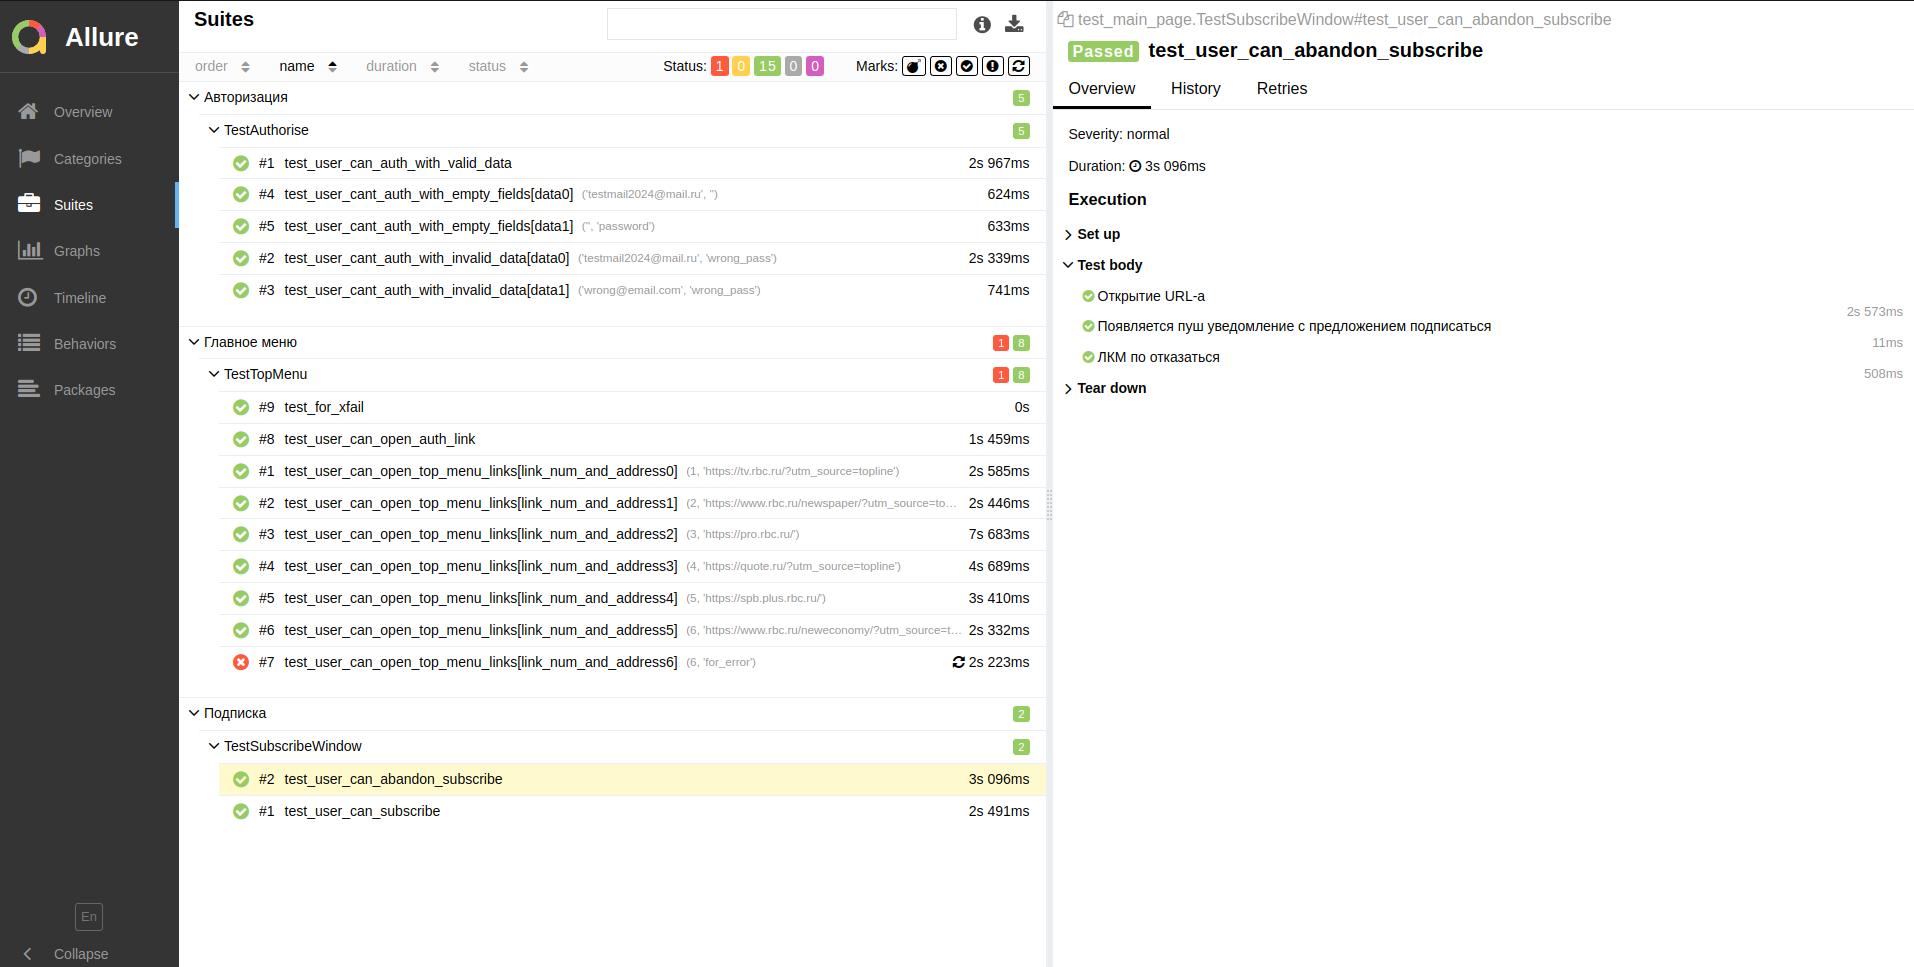 Allure
Overview
Categories
Suites
Graphs
Timeline
Behaviors
Packages
En
Collapse
Suites
order name duration status Status: 1 0 15 0 0 Marks:
Авторизация 5
TestAuthorise 5
#1 test_user_can_auth_with_valid_data 2s 967ms
#4 test_user_cant_auth_with_empty_fields[data0] ('testmail2024@mail.ru', '') 624ms
#5 test_user_cant_auth_with_empty_fields[data1] ('', 'password') 633ms
#2 test_user_cant_auth_with_invalid_data[data0] ('testmail2024@mail.ru', 'wrong_pass') 2s 339ms
#3 test_user_cant_auth_with_invalid_data[data1] ('wrong@email.com', 'wrong_pass') 741ms
Главное меню 1 8
TestTopMenu 1 8
#9 test_for_xfail 0s
#8 test_user_can_open_auth_link 1s 459ms
#1 test_user_can_open_top_menu_links[link_num_and_address0] (1, 'https://tv.rbc.ru/?utm_source=topline') 2s 585ms
#2 test_user_can_open_top_menu_links[link_num_and_address1] (2, 'https://www.rbc.ru/newspaper/?utm_source=to... 2s 446ms
#3 test_user_can_open_top_menu_links[link_num_and_address2] (3, 'https://pro.rbc.ru/') 7s 683ms
#4 test_user_can_open_top_menu_links[link_num_and_address3] (4, 'https://quote.ru/?utm_source=topline') 4s 689ms
#5 test_user_can_open_top_menu_links[link_num_and_address4] (5, 'https://spb.plus.rbc.ru/') 3s 410ms
#6 test_user_can_open_top_menu_links[link_num_and_address5] (6, 'https://www.rbc.ru/neweconomy/?utm_source=t... 2s 332ms
#7 test_user_can_open_top_menu_links[link_num_and_address6] (6, 'for_error') 2s 223ms
Подписка 2
TestSubscribeWindow 2
#2 test_user_can_abandon_subscribe 3s 096ms
#1 test_user_can_subscribe 2s 491ms
test_main_page.TestSubscribeWindow#test_user_can_abandon_subscribe
Passed test_user_can_abandon_subscribe
Overview History Retries
Severity: normal
Duration: 3s 096ms
Execution
Set up
Test body
Открытие URL-a
2s 573ms
Появляется пуш уведомление с предложением подписаться
11ms
ЛКМ по отказаться
508ms
Tear down